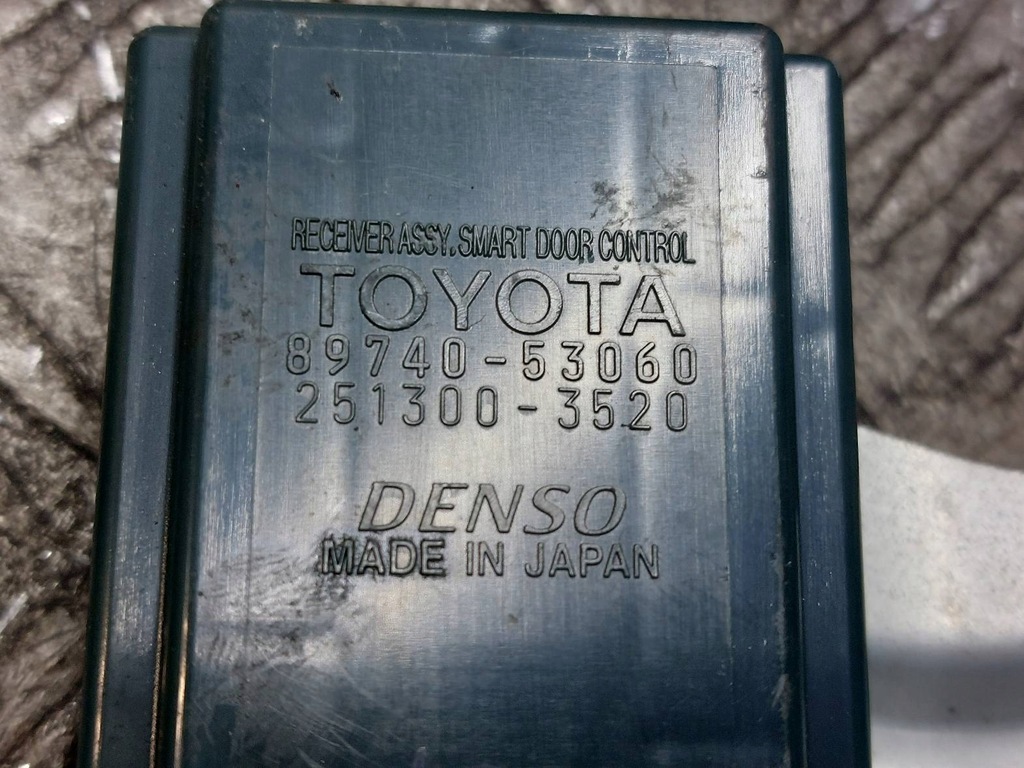 RECEIVER ASSY, SMART DOOR CONTROL
TOYOTA
89740-53060
251300-3520
DENSO
MADE IN JAPAN